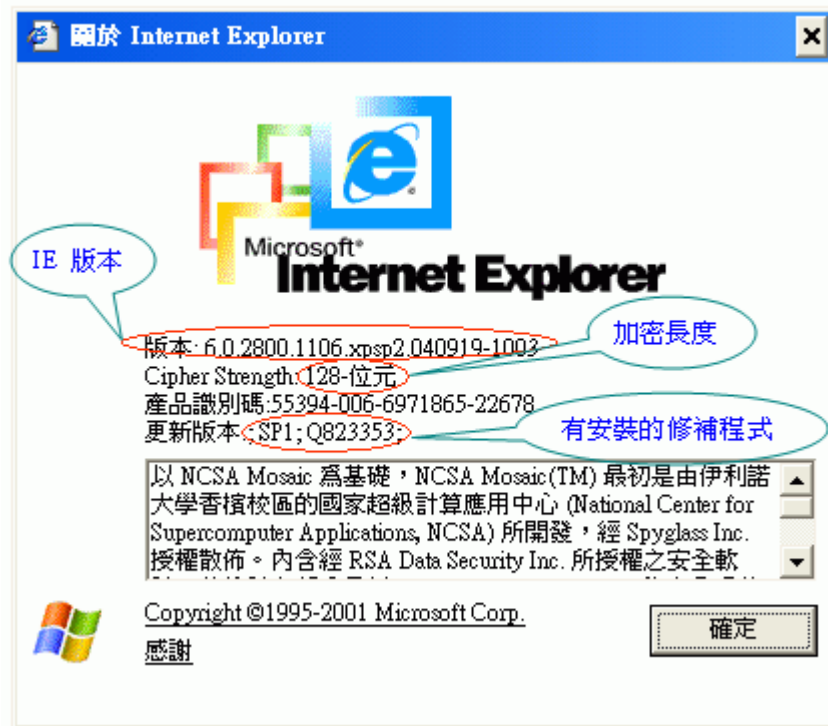 關於 Internet Explorer
Microsoft®
Internet Explorer
IE 版本
加密長度
版本: 6.0.2800.1106.xpsp2.040919-1003
Cipher Strength:128-位元
產品識別碼:55394-006-6971865-22678
更新版本:; SP1; Q823353;
有安裝的修補程式
以 NCSA Mosaic 為基礎，NCSA Mosaic(TM) 最初是由伊利諾
大學香檳校區的國家超級計算應用中心 (National Center for
Supercomputer Applications, NCSA) 所開發，經 Spyglass Inc.
授權散佈。內含經 RSA Data Security Inc. 所授權之安全軟
Copyright ©1995-2001 Microsoft Corp.
感謝
確定